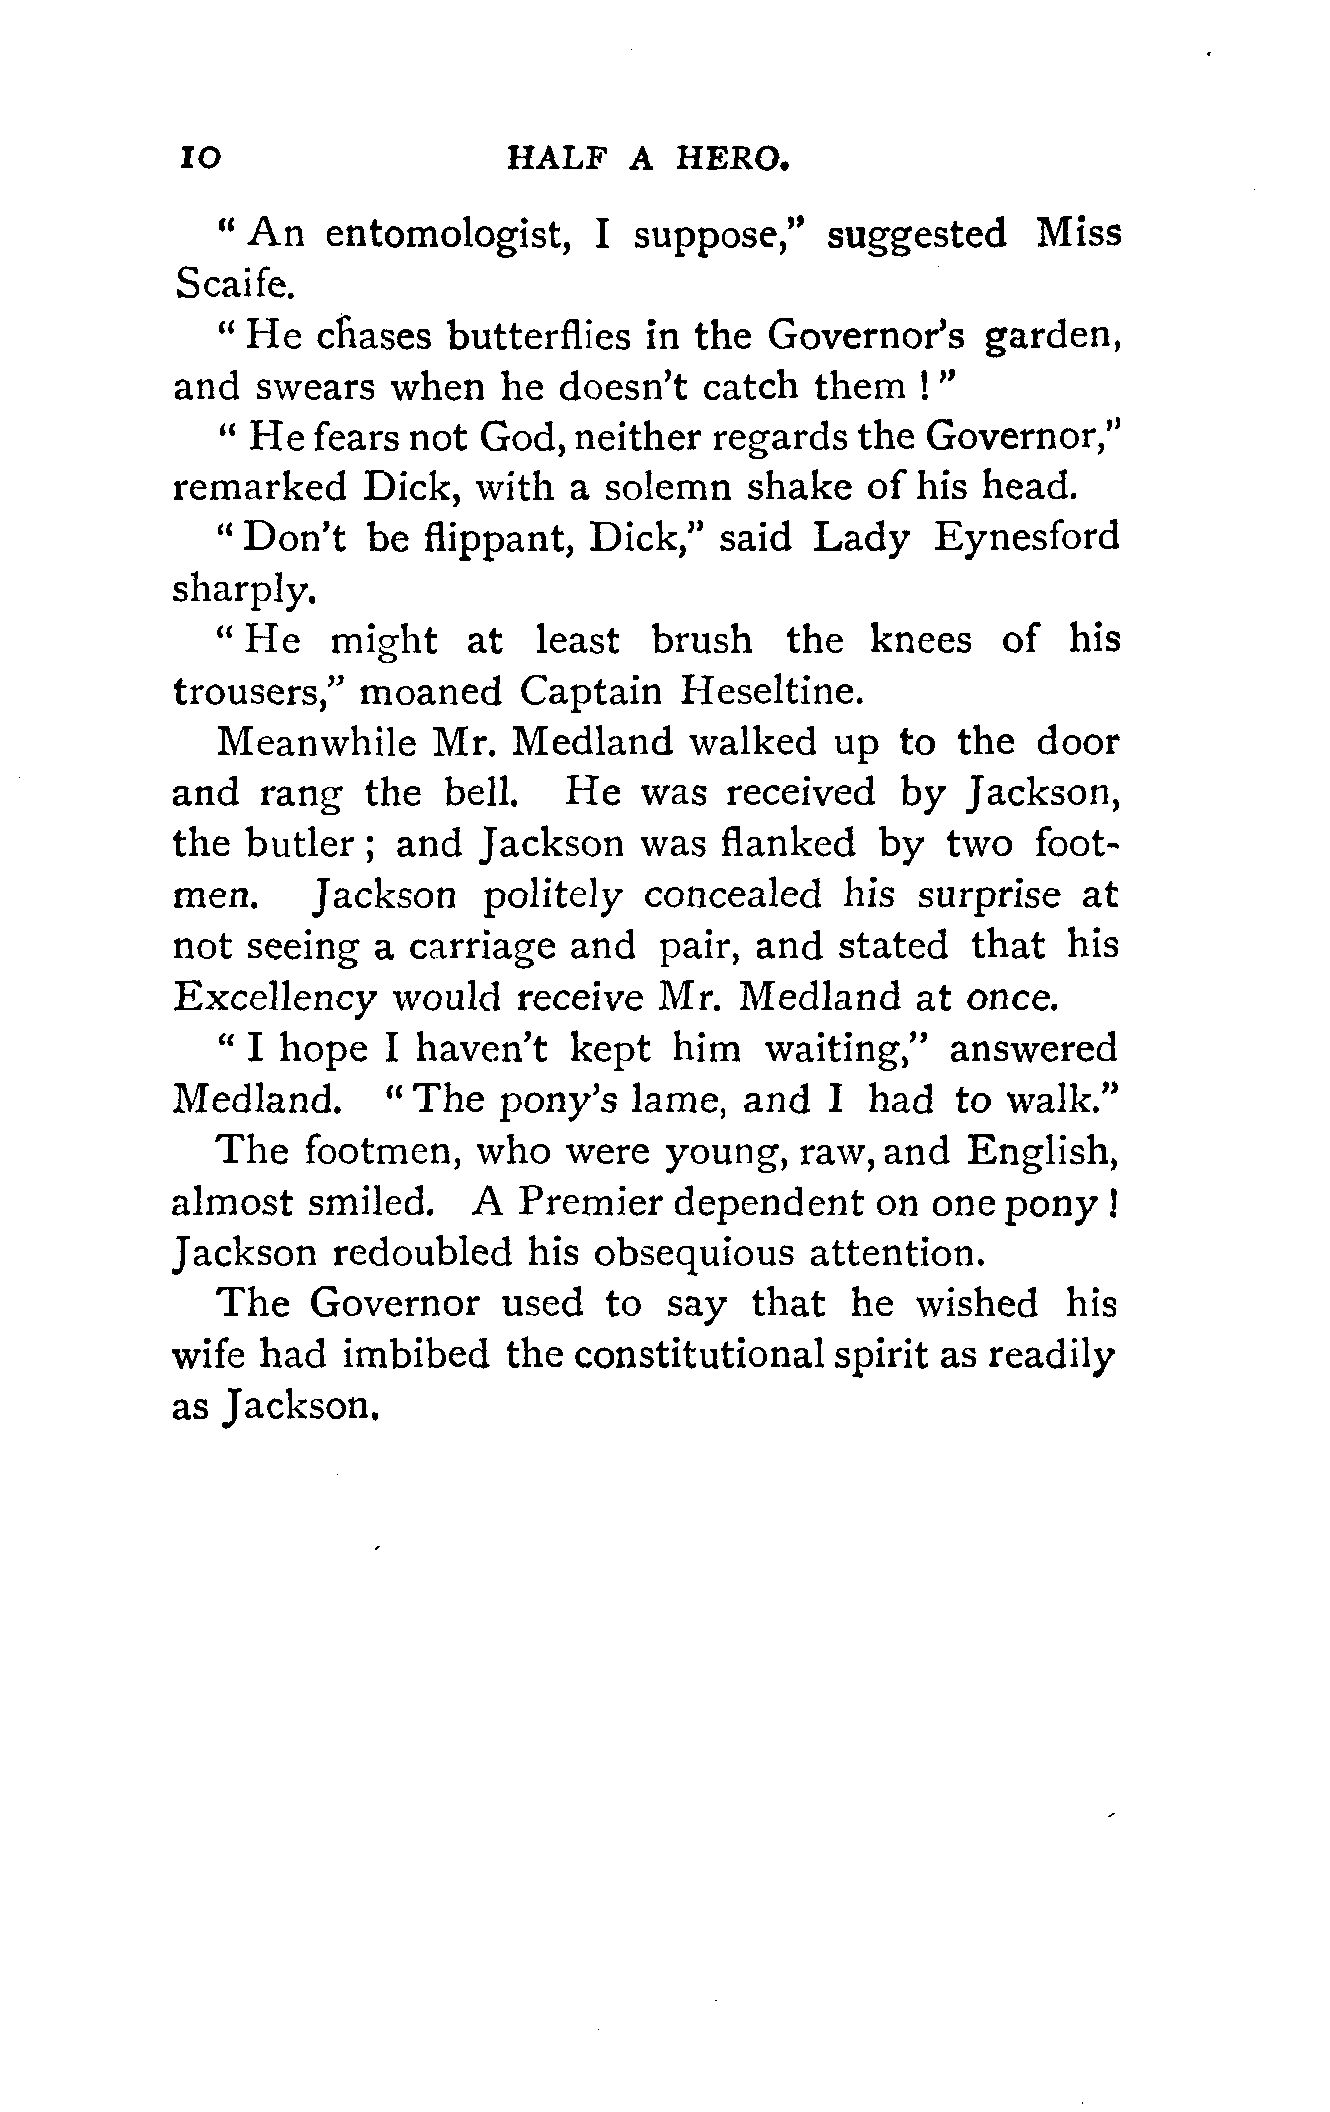 10 HALF A HERO.
“ An entomologist, I suppose,” suggested Miss
Scaife.
“ He chases butterflies in the Governor’s garden,
and swears when he doesn’t catch them ! ”
“ He fears not God, neither regards the Governor,”
remarked Dick, with a solemn shake of his head.
“ Don’t be flippant, Dick,” said Lady Eynesford
sharply.
“ He might at least brush the knees of his
trousers,” moaned Captain Heseltine.
Meanwhile Mr. Medland walked up to the door
and rang the bell. He was received by Jackson,
the butler ; and Jackson was flanked by two foot-
men. Jackson politely concealed his surprise at
not seeing a carriage and pair, and stated that his
Excellency would receive Mr. Medland at once.
“ I hope I haven’t kept him waiting,” answered
Medland. “ The pony’s lame, and I had to walk.”
The footmen, who were young, raw, and English,
almost smiled. A Premier dependent on one pony !
Jackson redoubled his obsequious attention.
The Governor used to say that he wished his
wife had imbibed the constitutional spirit as readily
as Jackson.